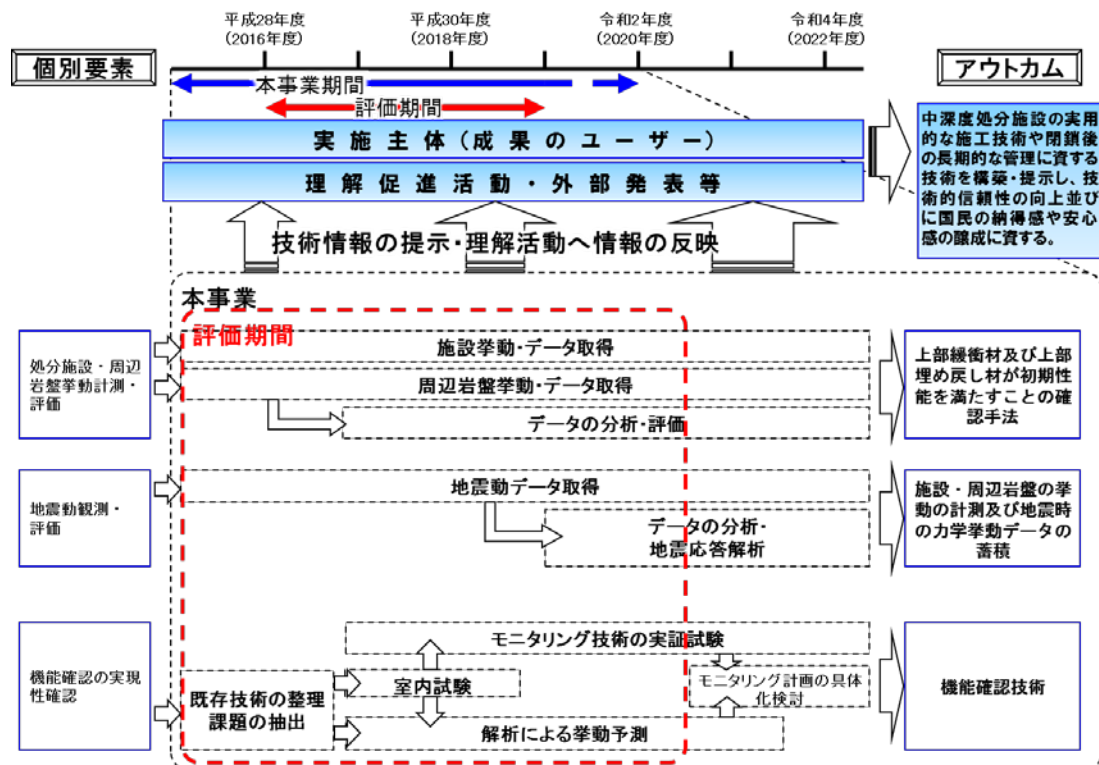 平成28年度
(2016年度)
平成30年度
(2018年度)
令和2年度
(2020年度)
令和4年度
(2022年度)
個別要素
アウトカム
本事業期間
評価期間
実施主体(成果のユーザー)
理解促進活動・外部発表等
中深度処分施設の実用
的な施工技術や閉鎖後
の長期的な管理に資する
技術を構築・提示し、技
術的信頼性の向上並び
に国民の納得感や安心
感の醸成に資する。
技術情報の提示・理解活動へ情報の反映
本事業
評価期間
処分施設・周辺
岩盤挙動計測・
評価
施設挙動・データ取得
周辺岩盤挙動・データ取得
データの分析・評価
上部緩衝材及び上部
埋め戻し材が初期性
能を満たすことの確
認手法
地震動観測・
評価
地震動データ取得
データの分析・
地震応答解析
施設・周辺岩盤の挙
動の計測及び地震時
の力学挙動データの
蓄積
機能確認の実現
性確認
既存技術の整理
課題の抽出
モニタリング技術の実証試験
室内試験
モニタリング計画の具体
化検討
解析による挙動予測
機能確認技術